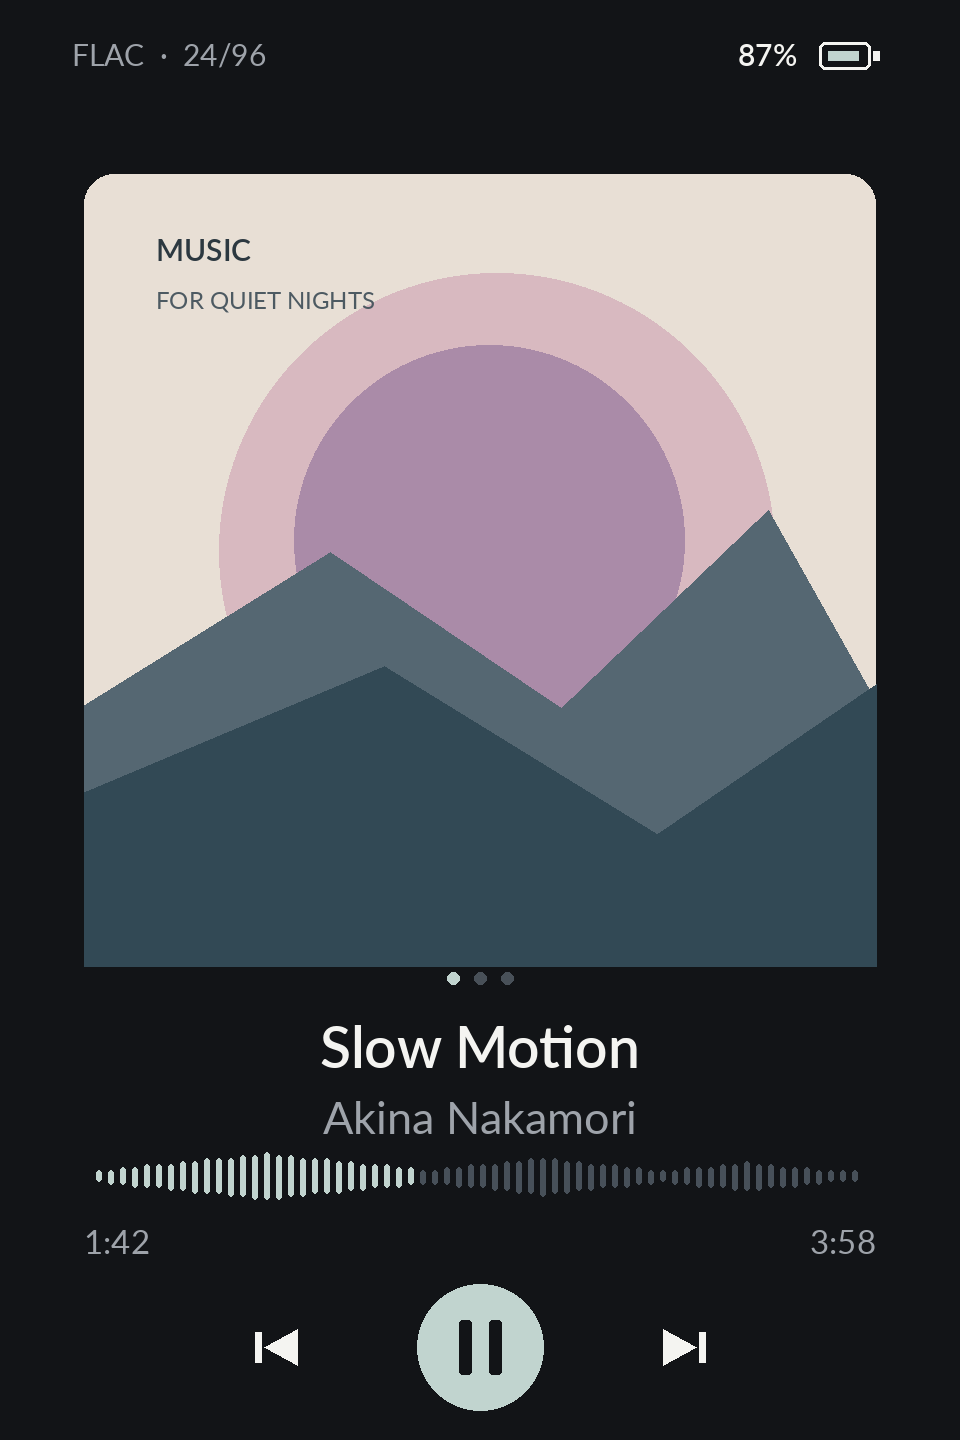 FLAC · 24/96
87%
MUSIC
FOR QUIET NIGHTS
Slow Motion
Akina Nakamori
1:42
3:58